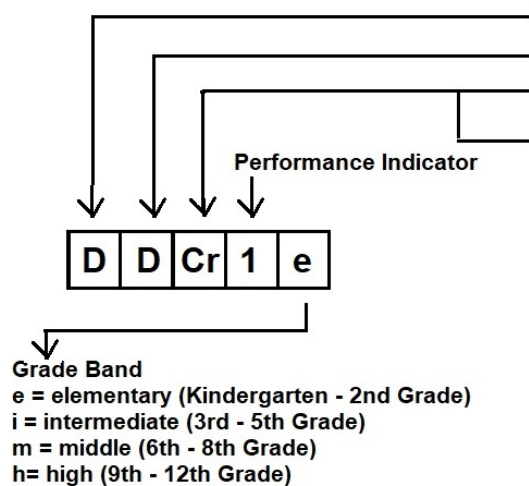 Performance Indicator
D D Cr 1 e
Grade Band
e = elementary (Kindergarten - 2nd Grade)
i = intermediate (3rd - 5th Grade)
m = middle (6th - 8th Grade)
h= high (9th - 12th Grade)